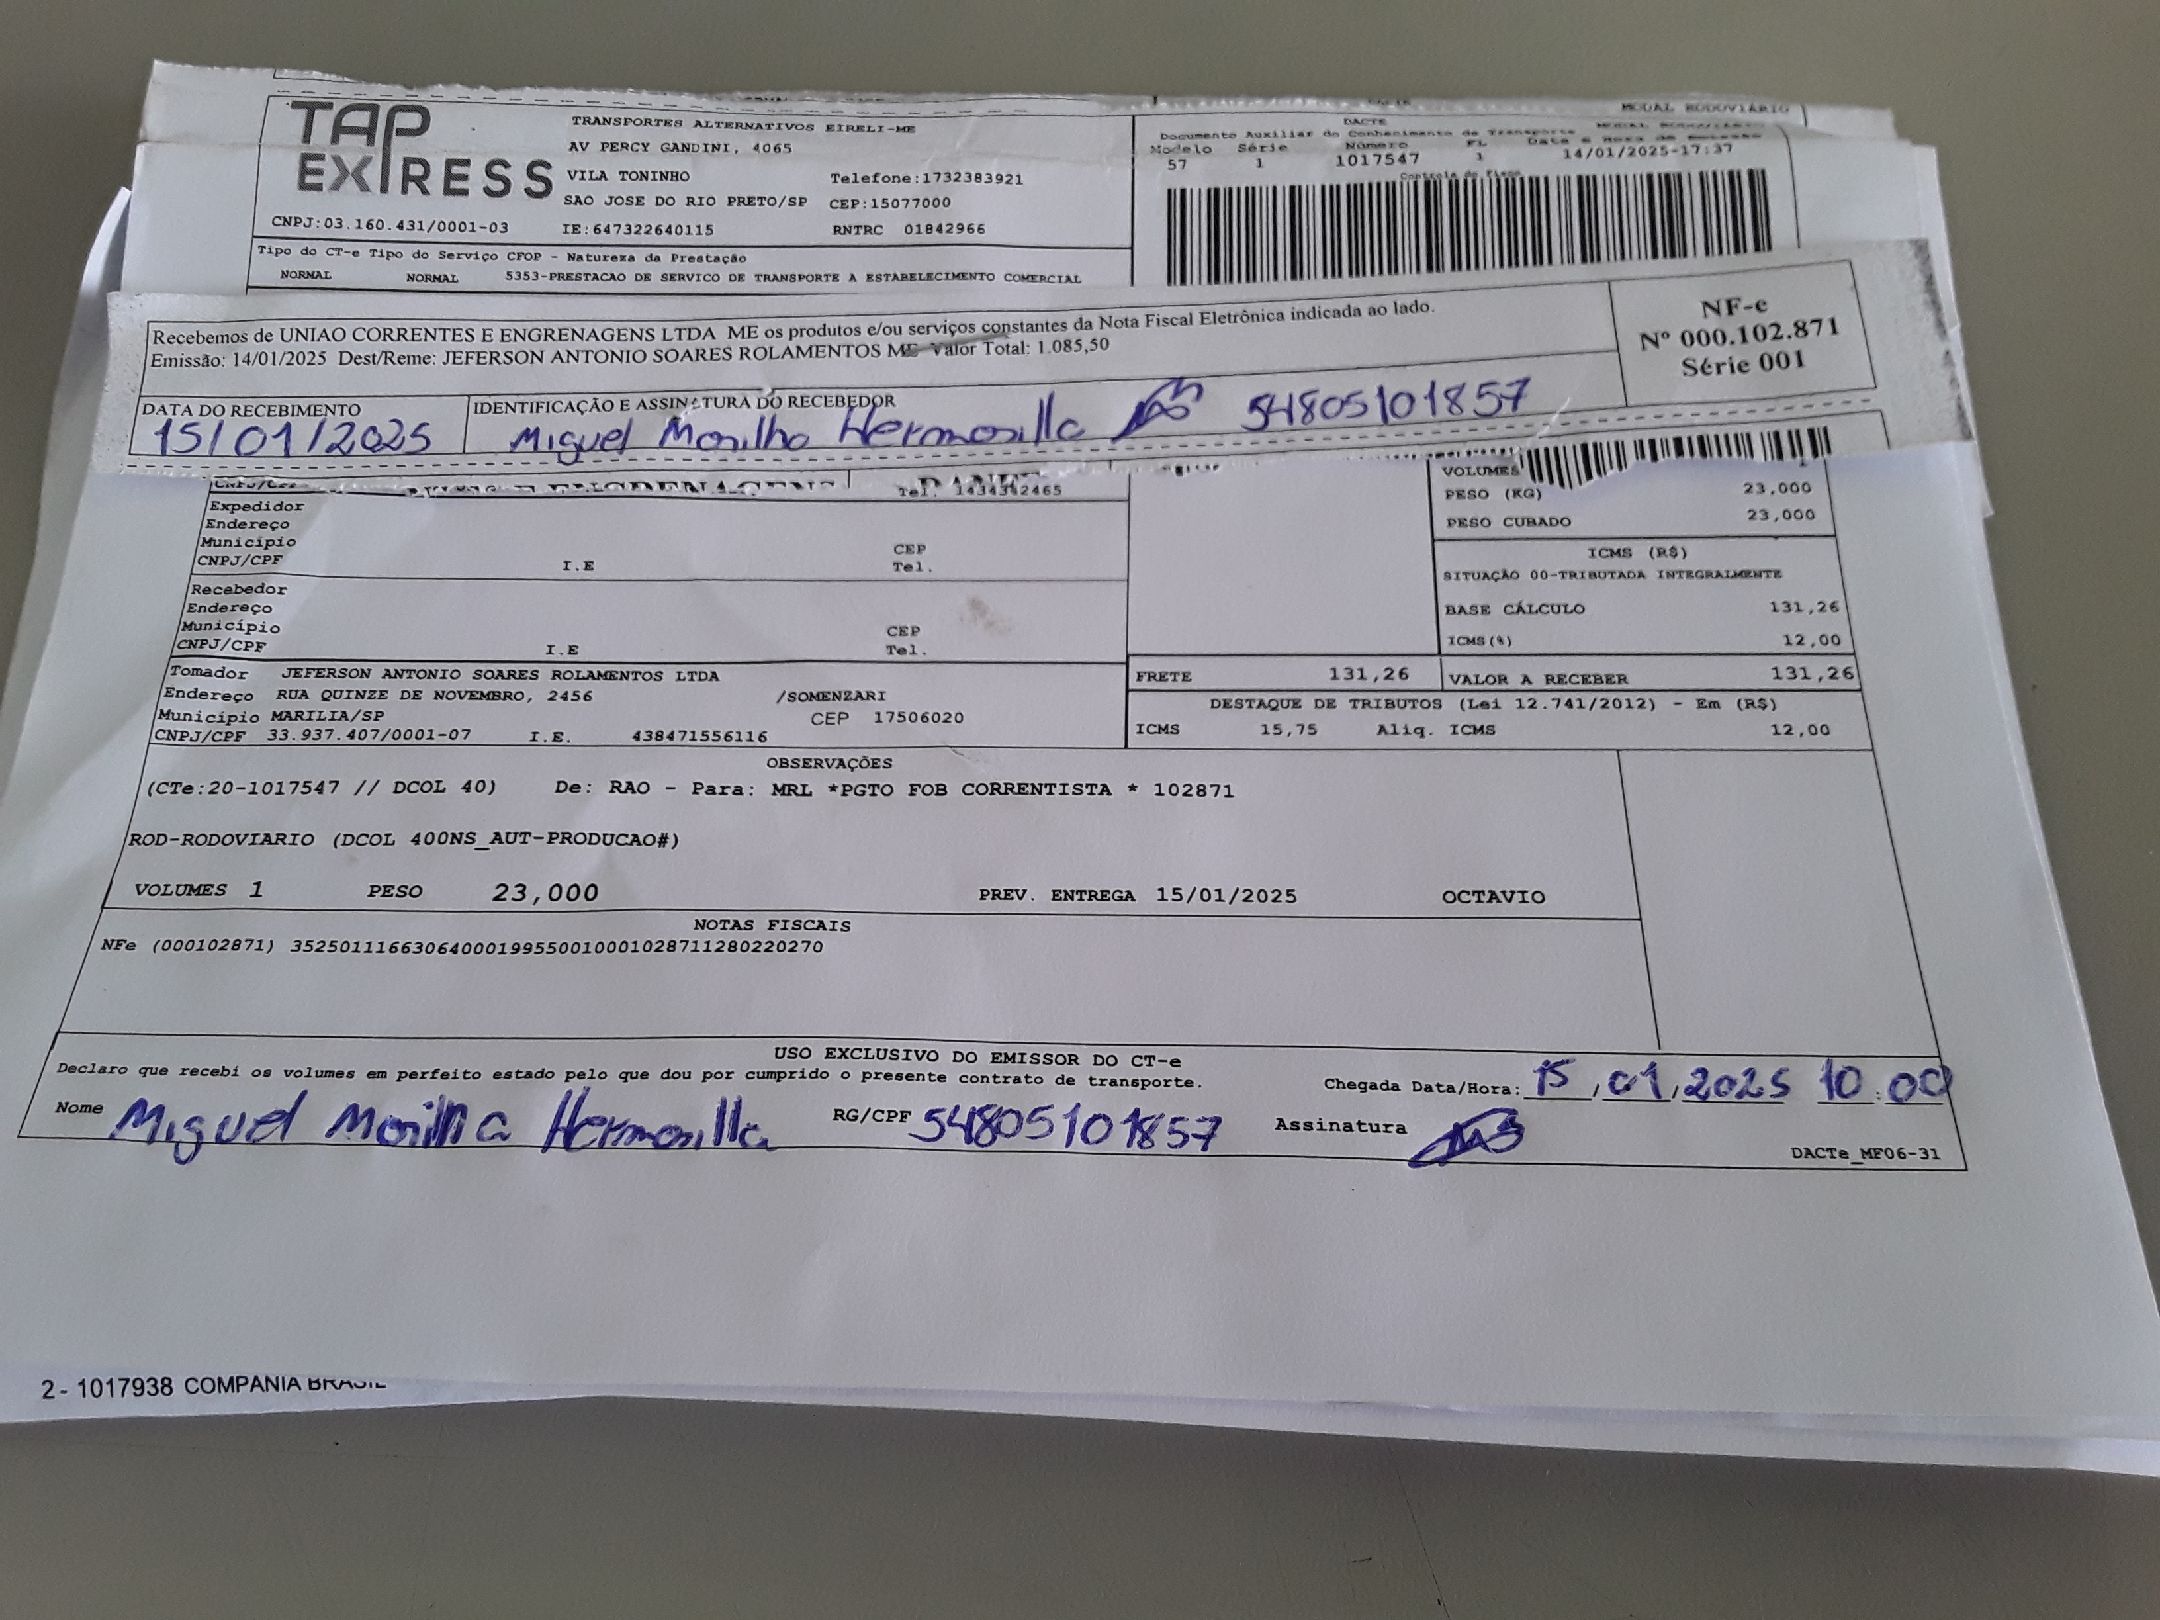 MODAL RODOVIÁRIO
TAP EXPRESS
TRANSPORTES ALTERNATIVOS EIRELI-ME
AV PERCY GANDINI, 4065
VILA TONINHO Telefone:1732383921
SAO JOSE DO RIO PRETO/SP CEP:15077000
CNPJ:03.160.431/0001-03 IE:647322640115 RNTRC 01842966
DACTE
Documento Auxiliar do Conhecimento de Transporte
Modelo Série Número FL Data e Hora de Emissão
57 1 1017547 1 14/01/2025-17:37
Controle do Fisco
Tipo do CT-e Tipo do Serviço CFOP - Natureza da Prestação
NORMAL NORMAL 5353-PRESTACAO DE SERVICO DE TRANSPORTE A ESTABELECIMENTO COMERCIAL
Recebemos de UNIAO CORRENTES E ENGRENAGENS LTDA ME os produtos e/ou serviços constantes da Nota Fiscal Eletrônica indicada ao lado.
Emissão: 14/01/2025 Dest/Reme: JEFERSON ANTONIO SOARES ROLAMENTOS ME Valor Total: 1.085,50
NF-e
Nº 000.102.871
Série 001
DATA DO RECEBIMENTO IDENTIFICAÇÃO E ASSINATURA DO RECEBEDOR
15/01/2025 Miguel Morilha Hermosilla 54805101857
CNPJ/CPF Tel. 1434342465
VOLUMES 1
PESO (KG) 23,000
PESO CUBADO 23,000
Expedidor
Endereço
Município CEP
CNPJ/CPF I.E Tel.
ICMS (R$)
SITUAÇÃO 00-TRIBUTADA INTEGRALMENTE
BASE CÁLCULO 131,26
ICMS(%) 12,00
Recebedor
Endereço
Município CEP
CNPJ/CPF I.E Tel.
FRETE 131,26 VALOR A RECEBER 131,26
Tomador JEFERSON ANTONIO SOARES ROLAMENTOS LTDA
Endereço RUA QUINZE DE NOVEMBRO, 2456 /SOMENZARI
Município MARILIA/SP CEP 17506020
CNPJ/CPF 33.937.407/0001-07 I.E. 438471556116
DESTAQUE DE TRIBUTOS (Lei 12.741/2012) - Em (R$)
ICMS 15,75 Aliq. ICMS 12,00
OBSERVAÇÕES
(CTe:20-1017547 // DCOL 40) De: RAO - Para: MRL *PGTO FOB CORRENTISTA * 102871
ROD-RODOVIARIO (DCOL 400NS_AUT-PRODUCAO#)
VOLUMES 1 PESO 23,000 PREV. ENTREGA 15/01/2025 OCTAVIO
NOTAS FISCAIS
NFe (000102871) 35250111663064000199550010001028711280220270
USO EXCLUSIVO DO EMISSOR DO CT-e
Declaro que recebi os volumes em perfeito estado pelo que dou por cumprido o presente contrato de transporte.
Chegada Data/Hora: 15/01/2025 10:00
Nome Miguel Morilha Hermosilla RG/CPF 54805101857 Assinatura
DACTe_MF06-31
2 - 1017938 COMPANIA BRASIL